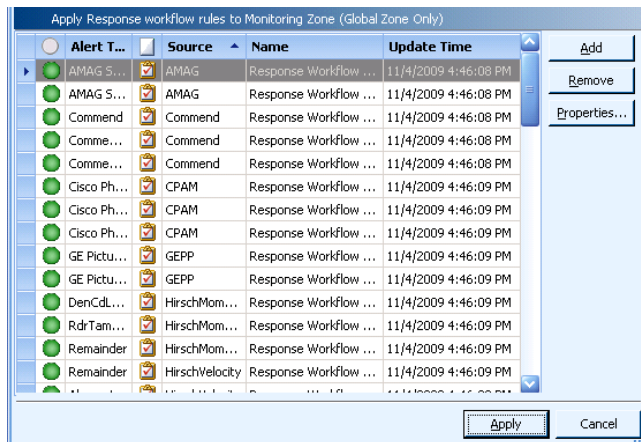 Apply Response workflow rules to Monitoring Zone (Global Zone Only)
Alert T... Source Name Update Time
AMAG S... AMAG Response Workflow ... 11/4/2009 4:46:08 PM
AMAG S... AMAG Response Workflow ... 11/4/2009 4:46:08 PM
Commend Commend Response Workflow ... 11/4/2009 4:46:08 PM
Comme... Commend Response Workflow ... 11/4/2009 4:46:08 PM
Comme... Commend Response Workflow ... 11/4/2009 4:46:08 PM
Cisco Ph... CPAM Response Workflow ... 11/4/2009 4:46:09 PM
Cisco Ph... CPAM Response Workflow ... 11/4/2009 4:46:09 PM
Cisco Ph... CPAM Response Workflow ... 11/4/2009 4:46:09 PM
GE Pictu... GEPP Response Workflow ... 11/4/2009 4:46:09 PM
GE Pictu... GEPP Response Workflow ... 11/4/2009 4:46:09 PM
DenCdL... HirschMom... Response Workflow ... 11/4/2009 4:46:09 PM
RdrTam... HirschMom... Response Workflow ... 11/4/2009 4:46:09 PM
Remainder HirschMom... Response Workflow ... 11/4/2009 4:46:09 PM
Remainder HirschVelocity Response Workflow ... 11/4/2009 4:46:09 PM
Add
Remove
Properties...
Apply Cancel